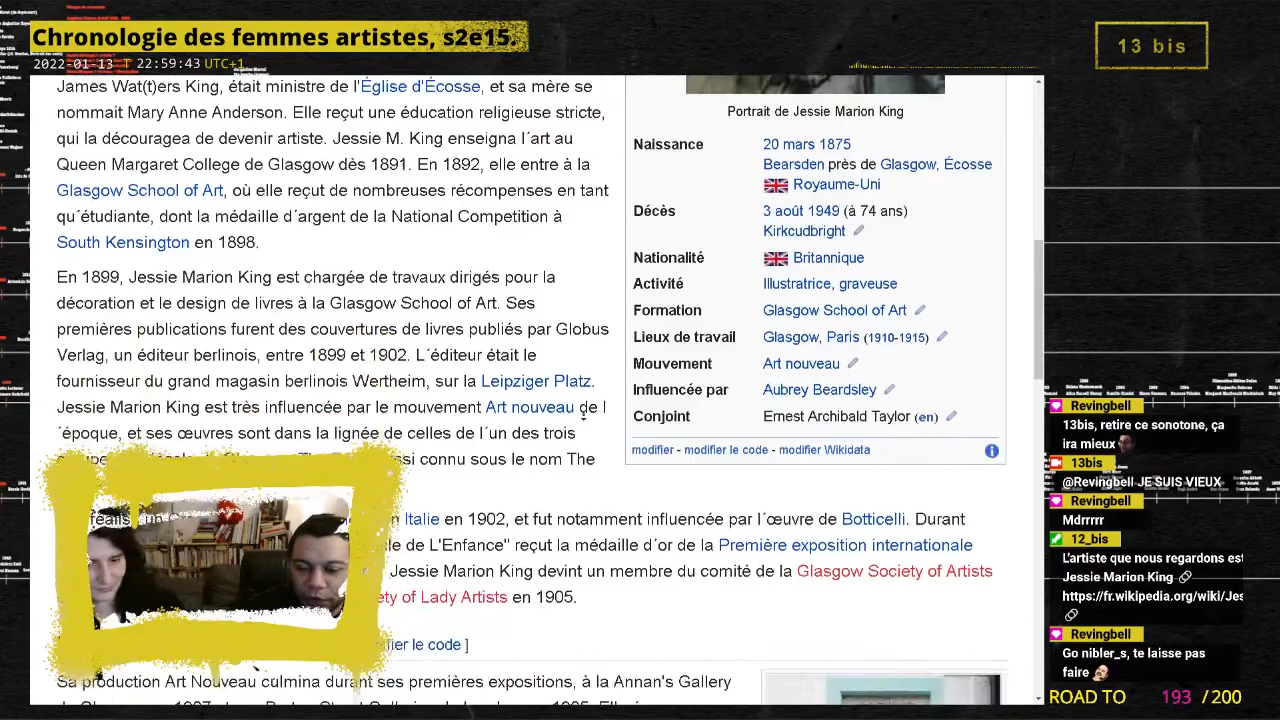 Chronologie des femmes artistes, s2e15
2022-01-13 T 22:59:43 UTC+1
13 bis
James Wat(t)ers King, était ministre de l'Église d'Écosse, et sa mère se
nommait Mary Anne Anderson. Elle reçut une éducation religieuse stricte,
qui la découragea de devenir artiste. Jessie M. King enseigna l´art au
Queen Margaret College de Glasgow dès 1891. En 1892, elle entre à la
Glasgow School of Art, où elle reçut de nombreuses récompenses en tant
qu´étudiante, dont la médaille d´argent de la National Competition à
South Kensington en 1898.
En 1899, Jessie Marion King est chargée de travaux dirigés pour la
décoration et le design de livres à la Glasgow School of Art. Ses
premières publications furent des couvertures de livres publiés par Globus
Verlag, un éditeur berlinois, entre 1899 et 1902. L´éditeur était le
fournisseur du grand magasin berlinois Wertheim, sur la Leipziger Platz.
Jessie Marion King est très influencée par le mouvement Art nouveau de l
´époque, et ses œuvres sont dans la lignée de celles de l´un des trois
ssi connu sous le nom The
Italie en 1902, et fut notamment influencée par l´œuvre de Botticelli. Durant
le de L'Enfance" reçut la médaille d´or de la Première exposition internationale
Jessie Marion King devint un membre du comité de la Glasgow Society of Artists
ety of Lady Artists en 1905.
ier le code ]
Sa production Art Nouveau culmina durant ses premières expositions, à la Annan's Gallery
Portrait de Jessie Marion King
Naissance 20 mars 1875
Bearsden près de Glasgow, Écosse
Royaume-Uni
Décès 3 août 1949 (à 74 ans)
Kirkcudbright
Nationalité Britannique
Activité Illustratrice, graveuse
Formation Glasgow School of Art
Lieux de travail Glasgow, Paris (1910-1915)
Mouvement Art nouveau
Influencée par Aubrey Beardsley
Conjoint Ernest Archibald Taylor (en)
modifier - modifier le code - modifier Wikidata
Revingbell
13bis, retire ce sonotone, ça
ira mieux
13bis
@Revingbell JE SUIS VIEUX
Revingbell
Mdrrrrr
12_bis
L'artiste que nous regardons est
Jessie Marion King
https://fr.wikipedia.org/wiki/Jes
Revingbell
Go nibler_s, te laisse pas
faire
ROAD TO 193 / 200